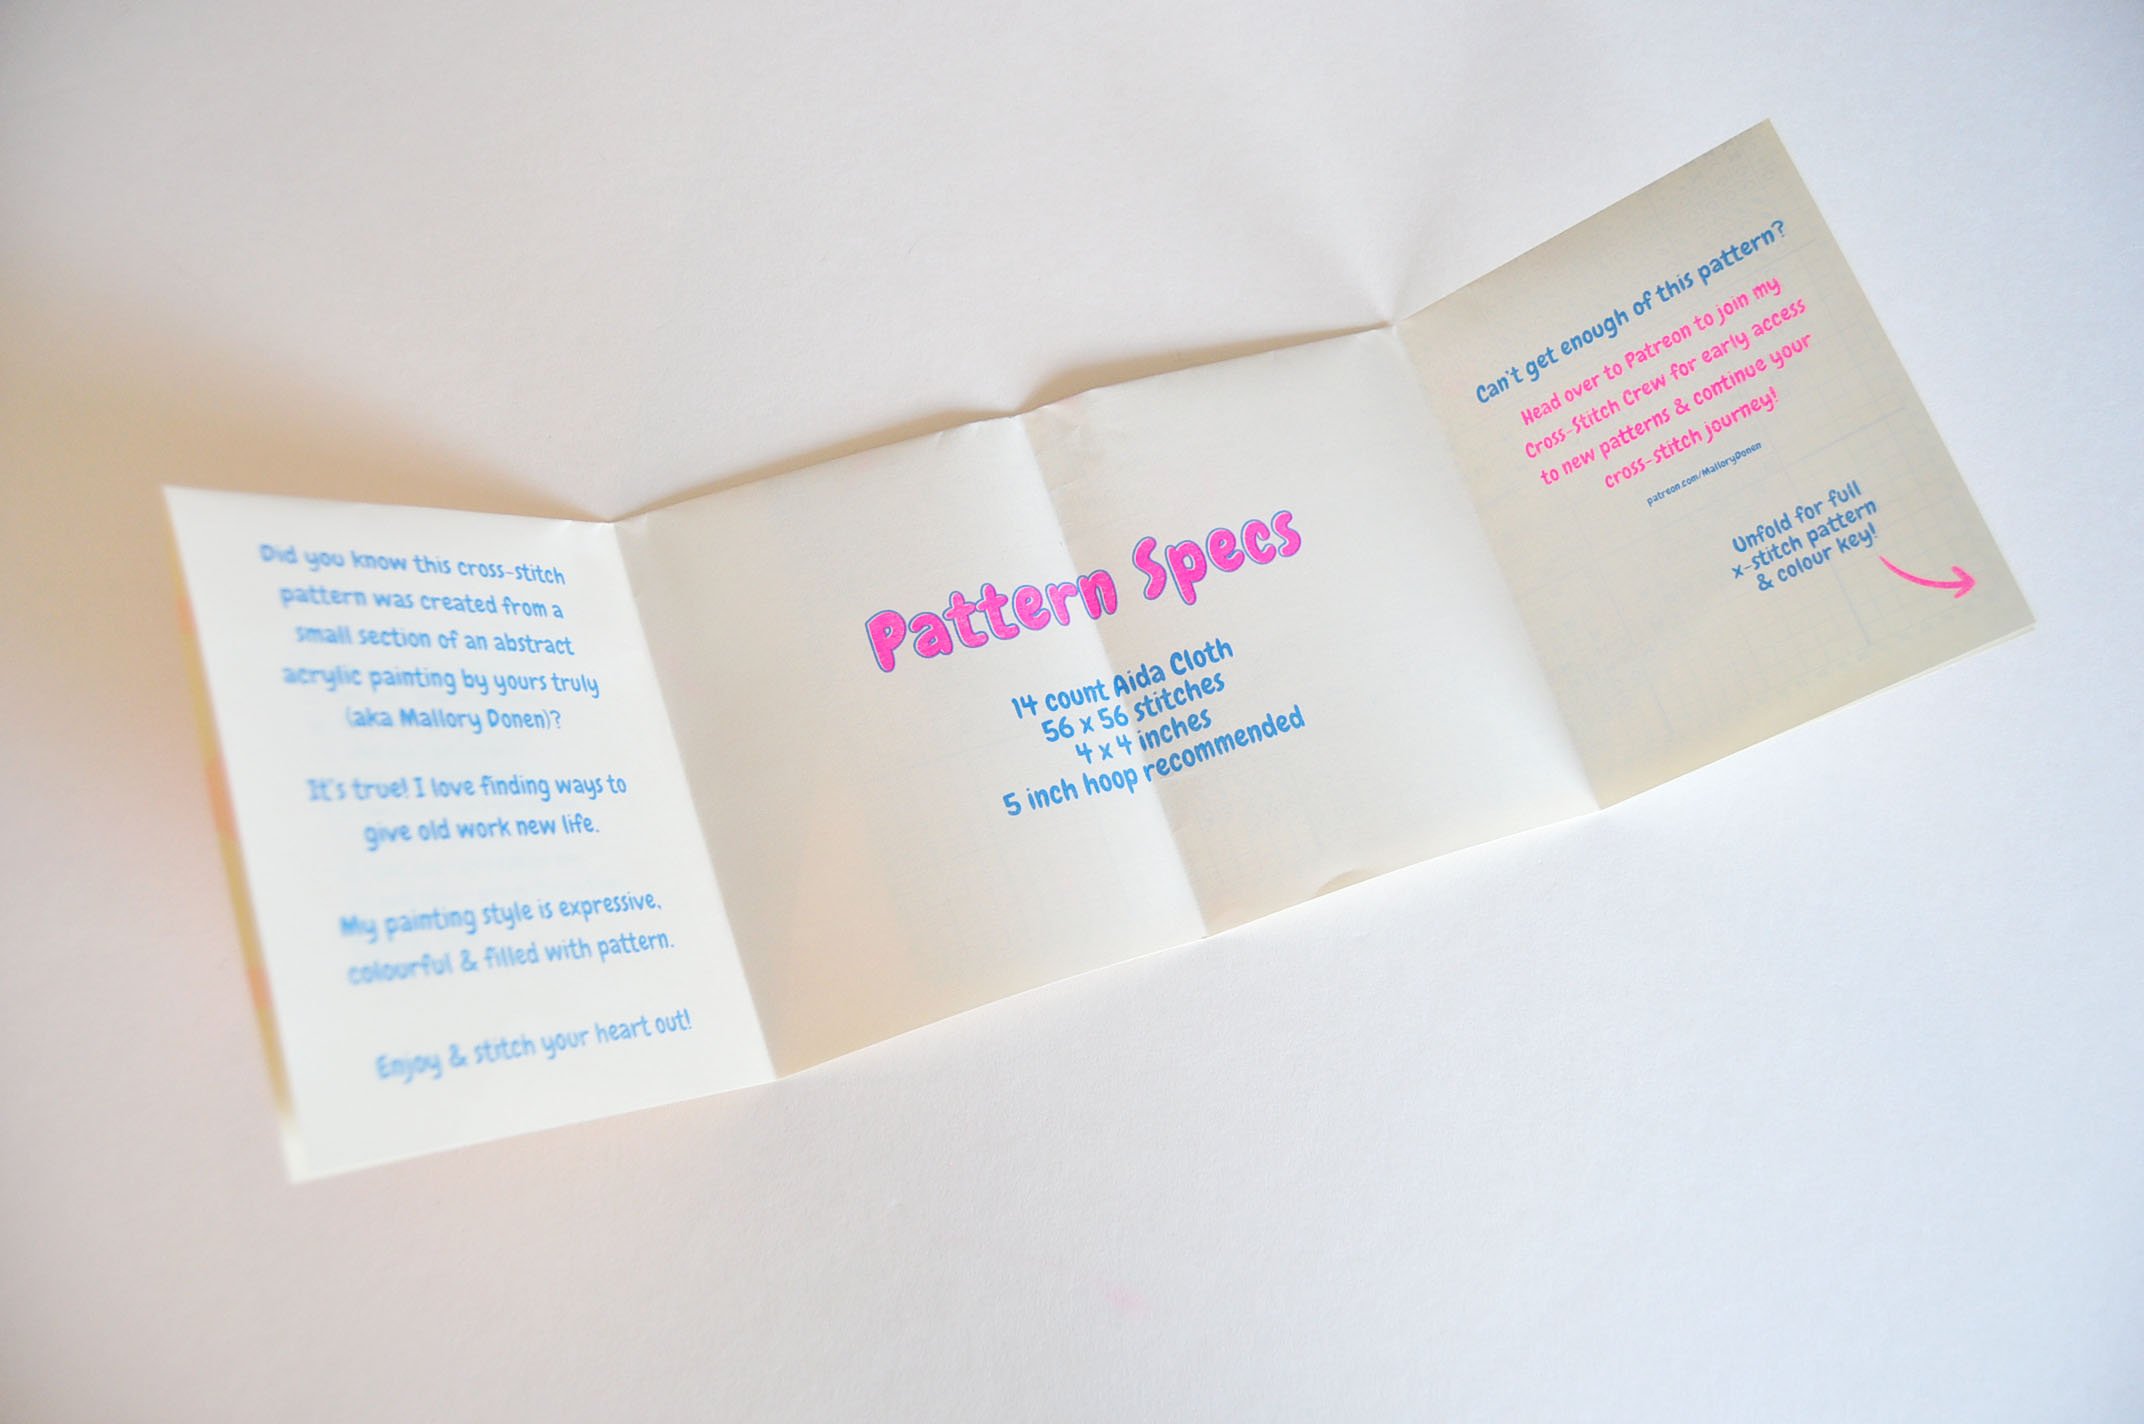 Did you know this cross-stitch
pattern was created from a
small section of an abstract
acrylic painting by yours truly
(aka Mallory Donen)?
It's true! I love finding ways to
give old work new life.
My painting style is expressive,
colourful & filled with pattern.
Enjoy & stitch your heart out!
Pattern Specs
14 count Aida Cloth
56 x 56 stitches
4 x 4 inches
5 inch hoop recommended
Can't get enough of this pattern?
Head over to Patreon to join my
Cross-Stitch Crew for early access
to new patterns & continue your
cross-stitch journey!
patreon.com/MalloryDonen
Unfold for full
x-stitch pattern
& colour key!